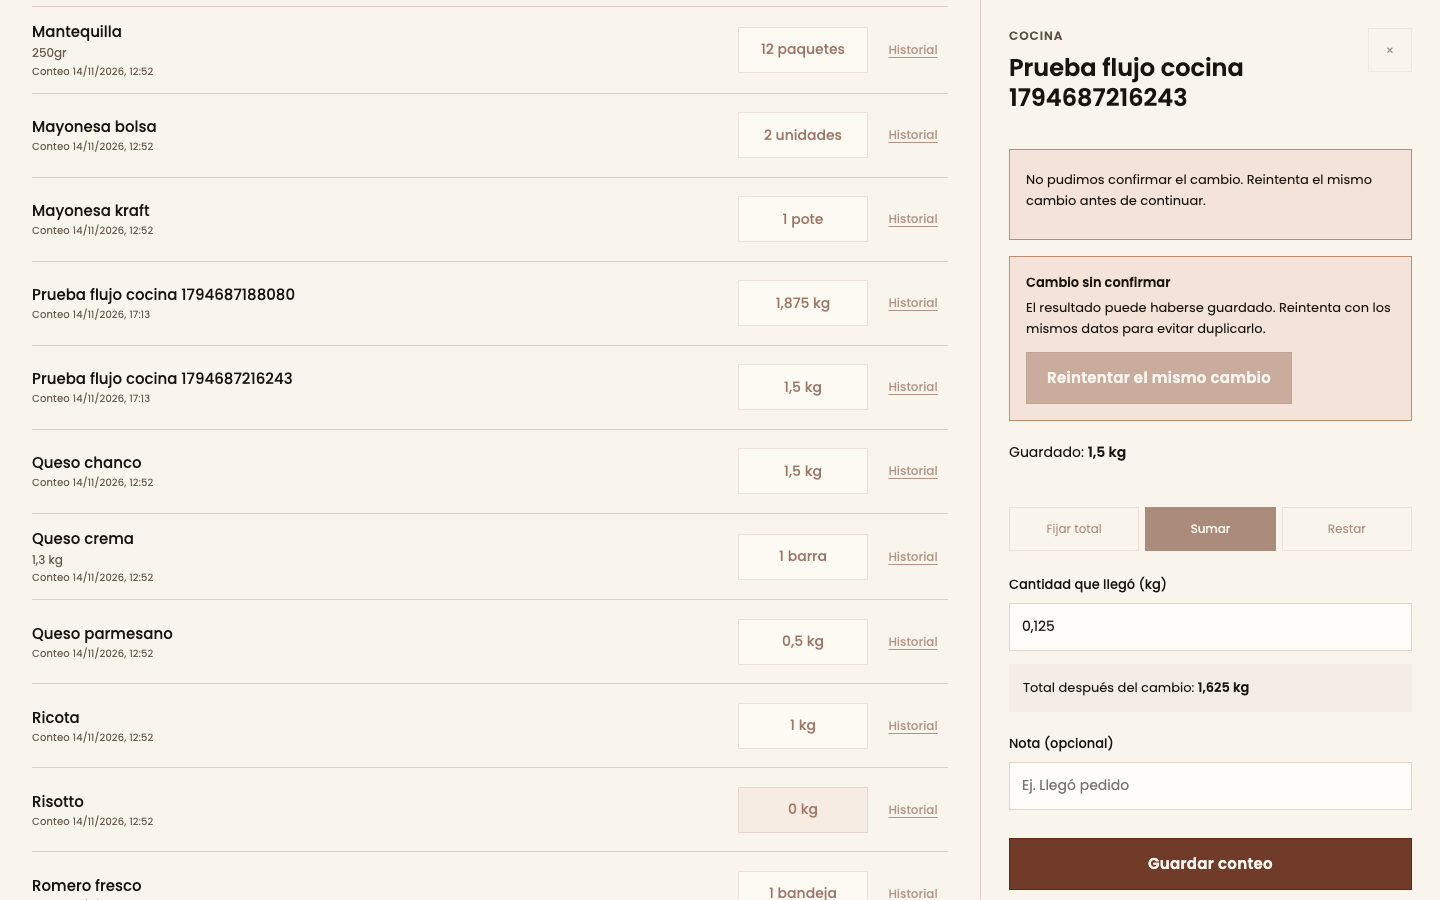 Mantequilla
250gr
Conteo 14/11/2026, 12:52
12 paquetes
Historial
Mayonesa bolsa
Conteo 14/11/2026, 12:52
2 unidades
Historial
Mayonesa kraft
Conteo 14/11/2026, 12:52
1 pote
Historial
Prueba flujo cocina 1794687188080
Conteo 14/11/2026, 17:13
1,875 kg
Historial
Prueba flujo cocina 1794687216243
Conteo 14/11/2026, 17:13
1,5 kg
Historial
Queso chanco
Conteo 14/11/2026, 12:52
1,5 kg
Historial
Queso crema
1,3 kg
Conteo 14/11/2026, 12:52
1 barra
Historial
Queso parmesano
Conteo 14/11/2026, 12:52
0,5 kg
Historial
Ricota
Conteo 14/11/2026, 12:52
1 kg
Historial
Risotto
Conteo 14/11/2026, 12:52
0 kg
Historial
Romero fresco
1 bandeja
Historial
COCINA
×
Prueba flujo cocina
1794687216243
No pudimos confirmar el cambio. Reintenta el mismo
cambio antes de continuar.
Cambio sin confirmar
El resultado puede haberse guardado. Reintenta con los
mismos datos para evitar duplicarlo.
Reintentar el mismo cambio
Guardado: 1,5 kg
Fijar total
Sumar
Restar
Cantidad que llegó (kg)
0,125
Total después del cambio: 1,625 kg
Nota (opcional)
Ej. Llegó pedido
Guardar conteo